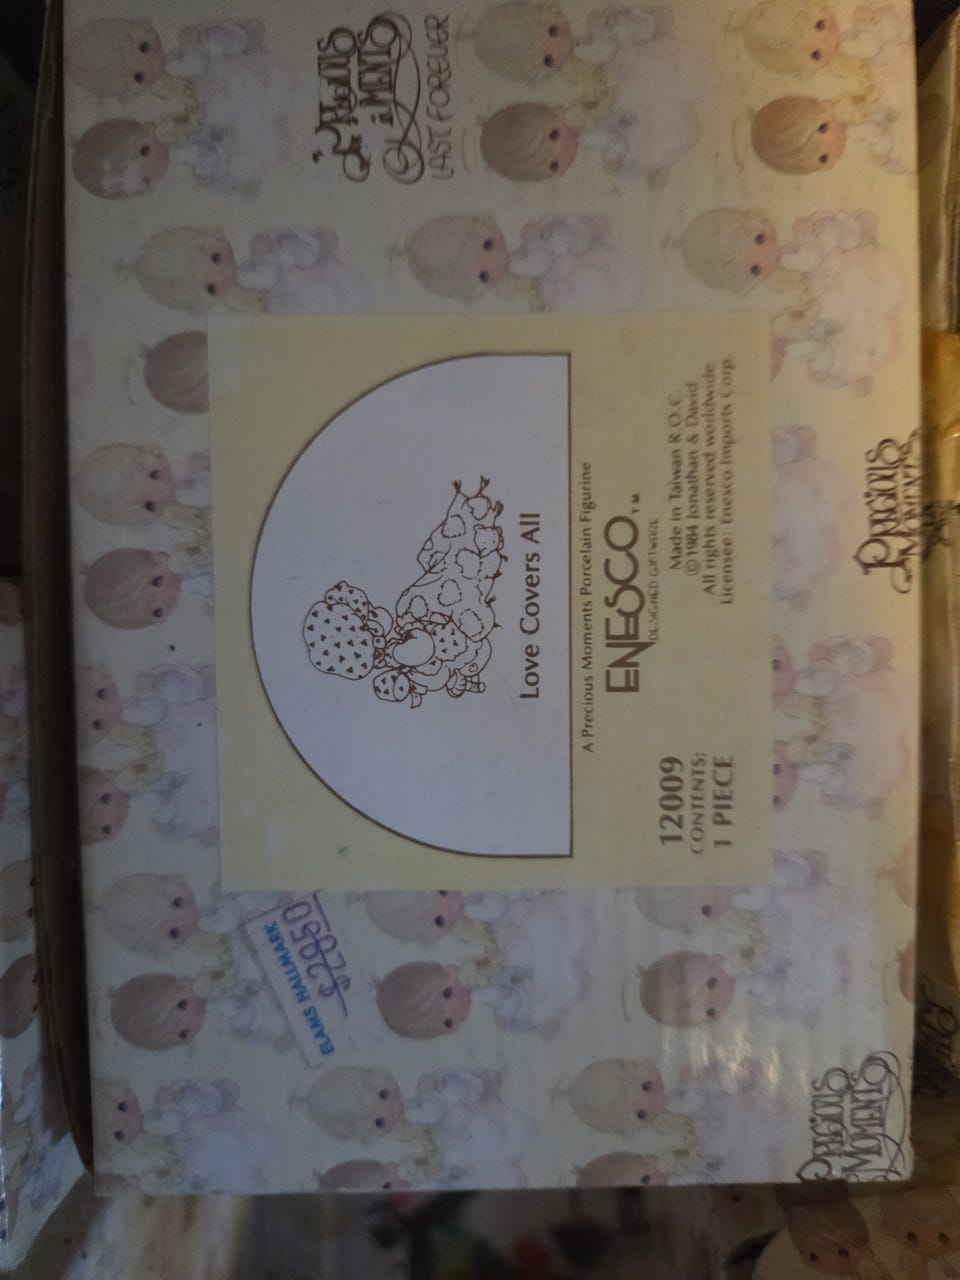 "Precious
Moments
LAST FOREVER
Love Covers All
A Precious Moments Porcelain Figurine
ENESCO™
DESIGNED GIFTWARE
12009
CONTENTS:
1 PIECE
Made in Taiwan R.O.C.
© 1984 Jonathan & David
All rights reserved worldwide
Licensee: Enesco Imports Corp.
ELAMS HALLMARK
$28.50
PRECIOUS
MOMENTS
PRECIOUS
MOMENTS